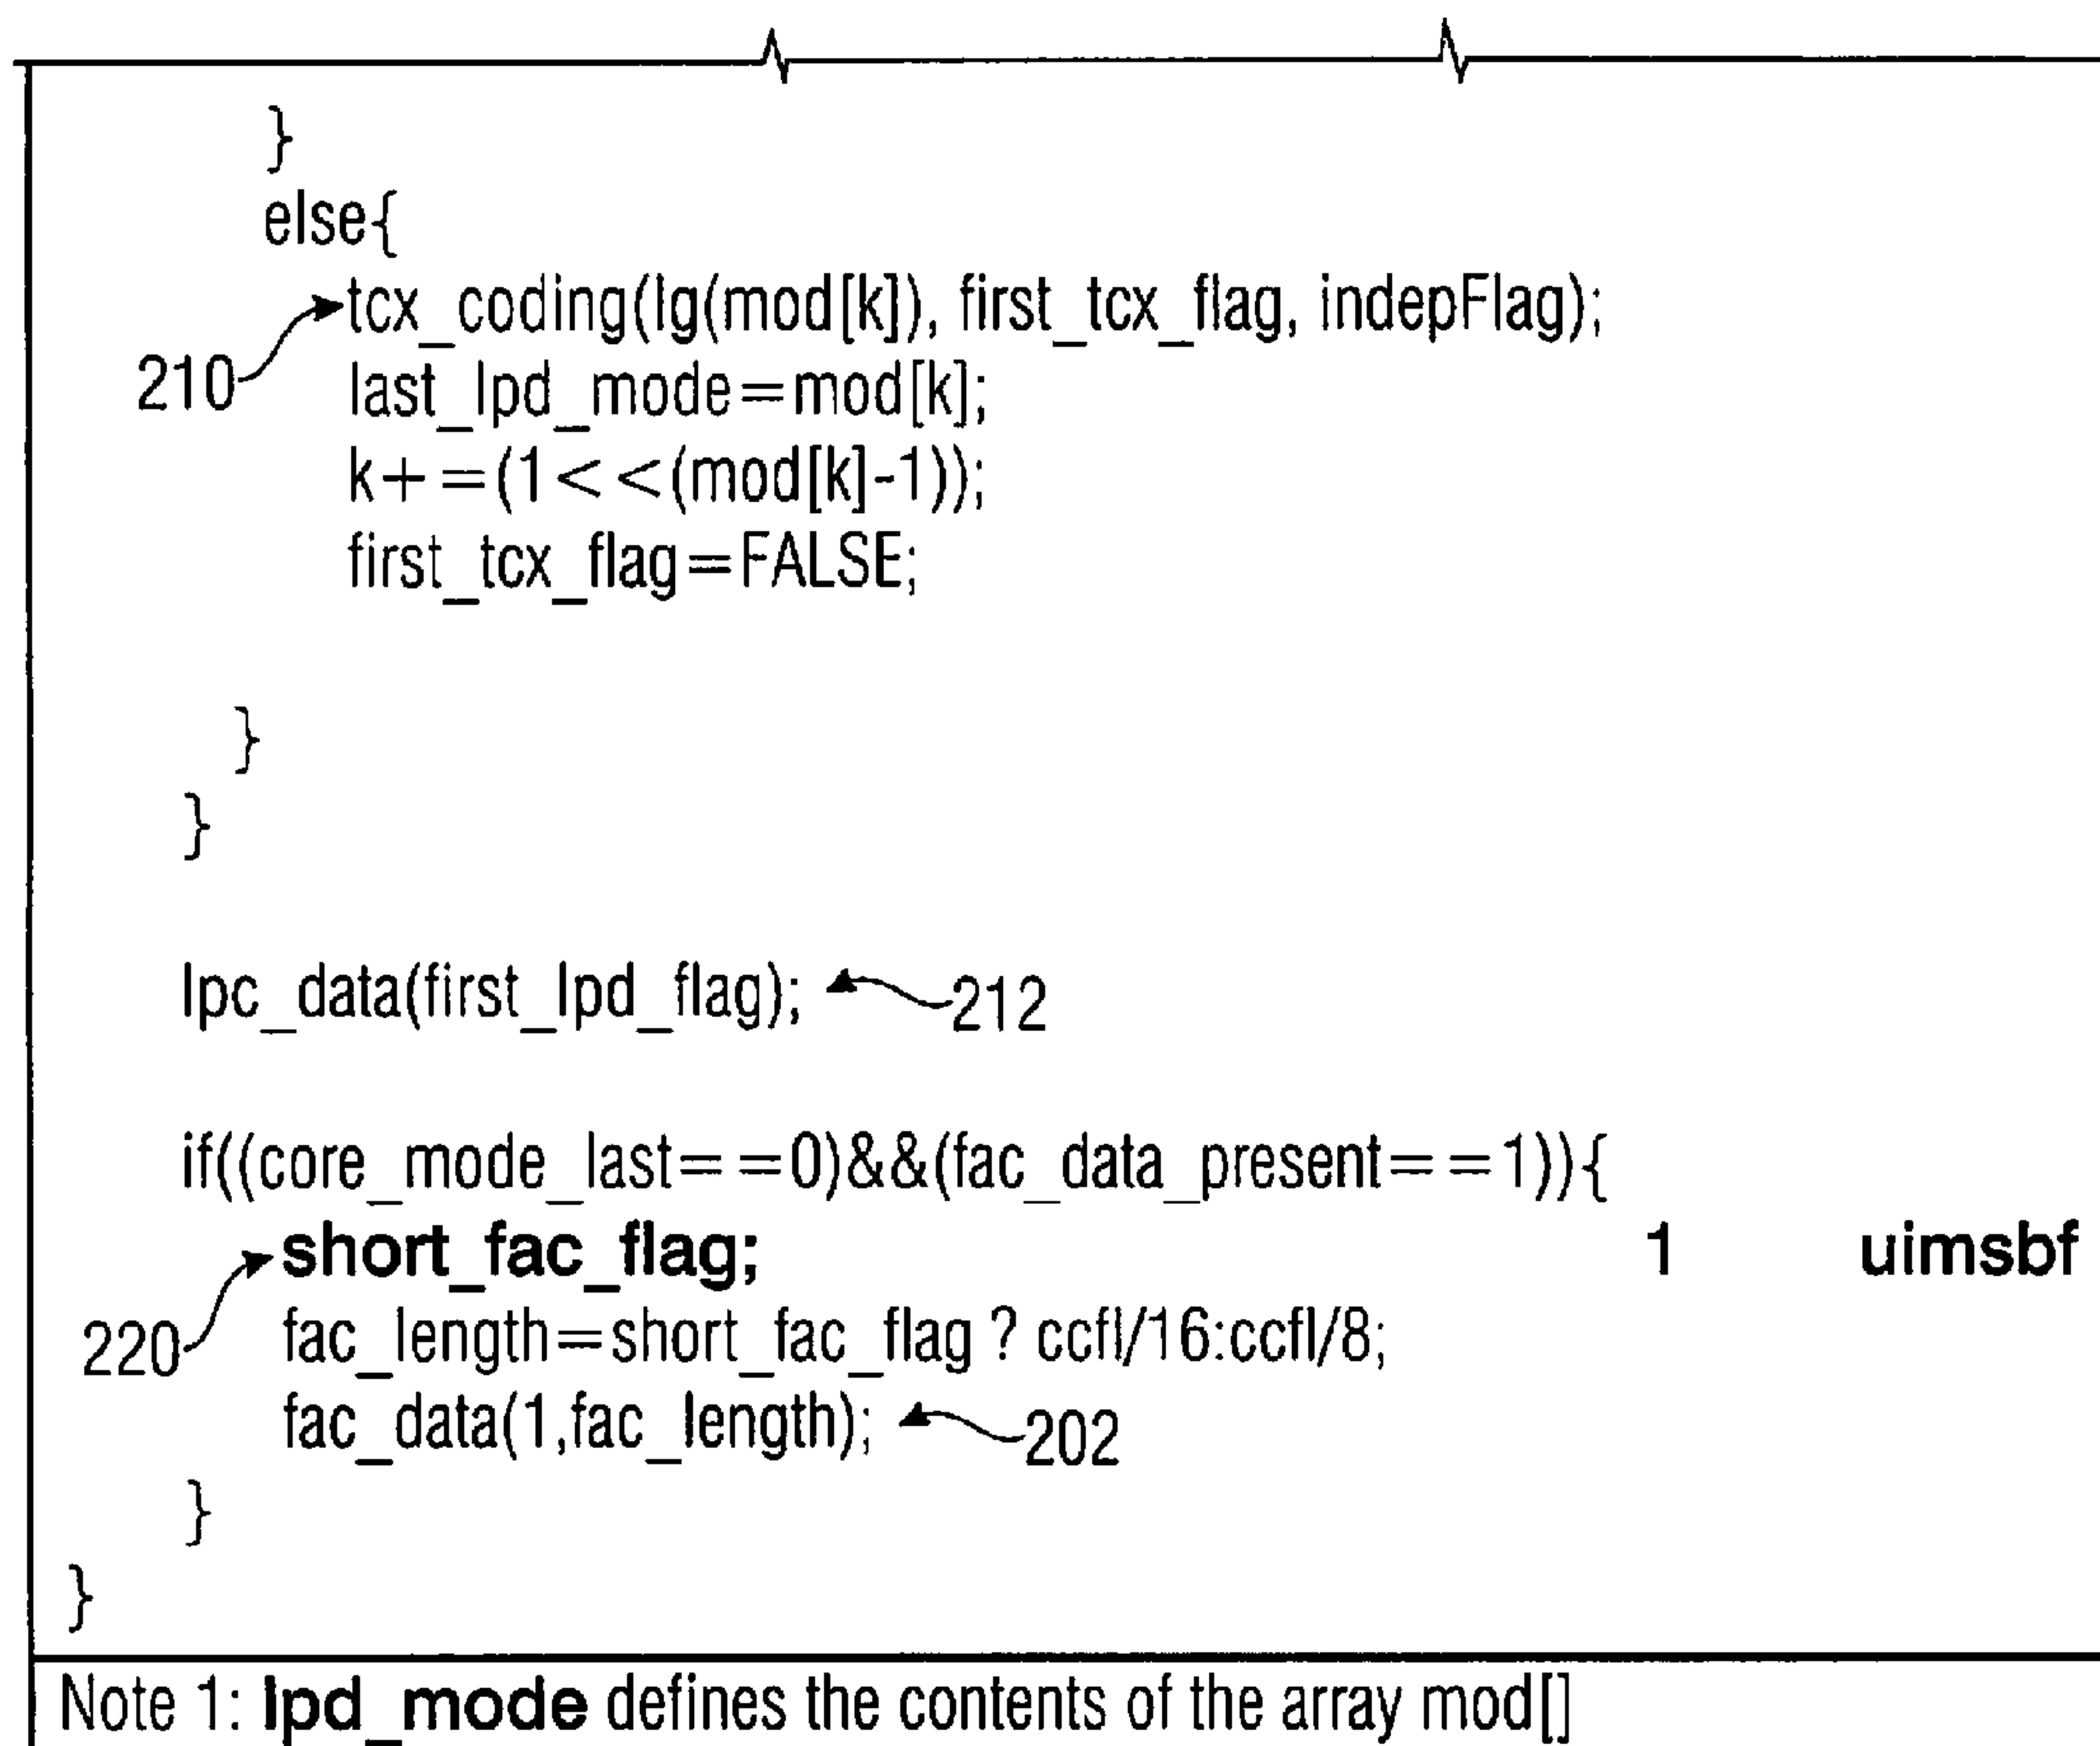 }
else{
tcx_coding(lg(mod[k]), first_tcx_flag, indepFlag);
210
last_lpd_mode=mod[k];
k+=(1<<(mod[k]-1));
first_tcx_flag=FALSE;
}
}
lpc_data(first_lpd_flag); 212
if((core_mode_last==0)&&(fac_data_present==1)){
short_fac_flag; 1 uimsbf
220
fac_length=short_fac_flag ? ccfl/16:ccfl/8;
fac_data(1,fac_length); 202
}
}
Note 1: lpd_mode defines the contents of the array mod[]